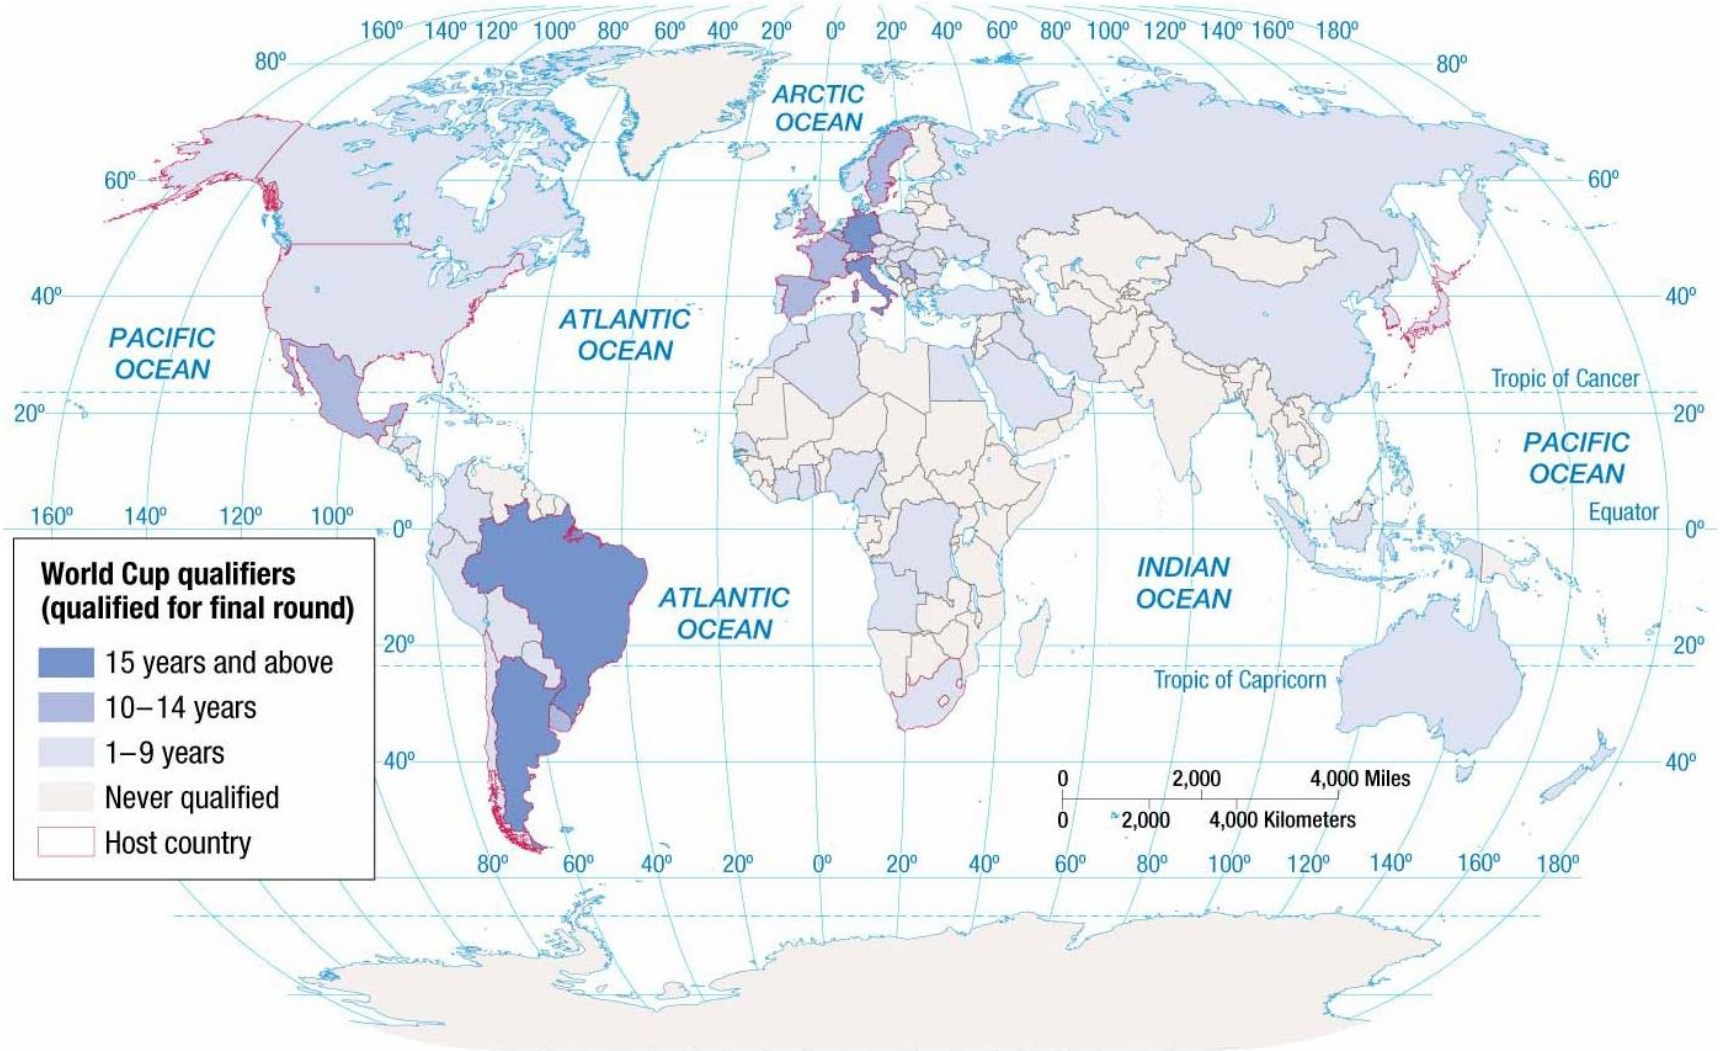 160º 140º 120º 100º 80º 60º 40º 20º 0º 20º 40º 60º 80º 100º 120º 140º 160º 180º
80º 80º
ARCTIC
OCEAN
60º 60º
40º 40º
ATLANTIC
OCEAN
PACIFIC
OCEAN
Tropic of Cancer
20º 20º
PACIFIC
OCEAN
160º 140º 120º 100º 0º Equator 0º
World Cup qualifiers
(qualified for final round)
15 years and above
10–14 years
1–9 years
Never qualified
Host country
INDIAN
OCEAN
ATLANTIC
OCEAN
20º 20º
Tropic of Capricorn
40º 40º
0 2,000 4,000 Miles
0 2,000 4,000 Kilometers
80º 60º 40º 20º 0º 20º 40º 60º 80º 100º 120º 140º 160º 180º